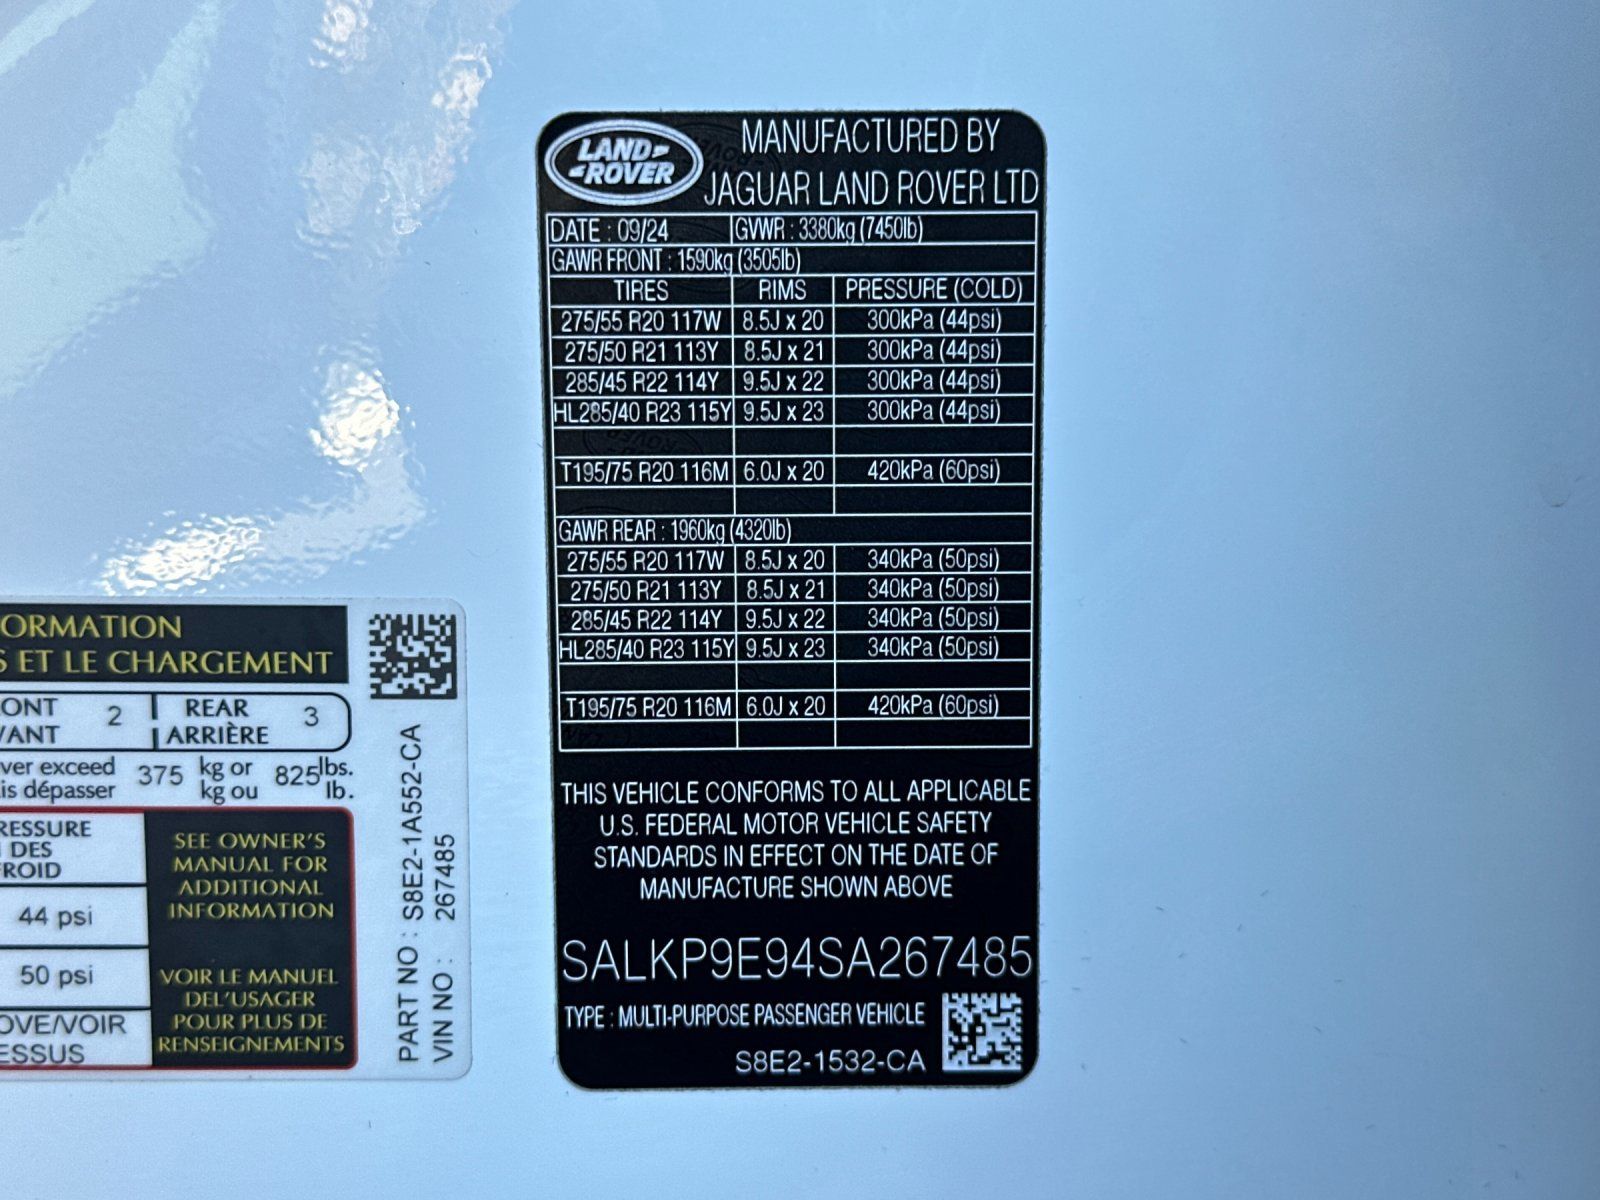 LAND ROVER
MANUFACTURED BY
JAGUAR LAND ROVER LTD
DATE : 09/24 GVWR : 3380kg (7450lb)
GAWR FRONT : 1590kg (3505lb)
TIRES RIMS PRESSURE (COLD)
275/55 R20 117W 8.5J x 20 300kPa (44psi)
275/50 R21 113Y 8.5J x 21 300kPa (44psi)
285/45 R22 114Y 9.5J x 22 300kPa (44psi)
HL285/40 R23 115Y 9.5J x 23 300kPa (44psi)
T195/75 R20 116M 6.0J x 20 420kPa (60psi)
GAWR REAR : 1960kg (4320lb)
275/55 R20 117W 8.5J x 20 340kPa (50psi)
275/50 R21 113Y 8.5J x 21 340kPa (50psi)
285/45 R22 114Y 9.5J x 22 340kPa (50psi)
HL285/40 R23 115Y 9.5J x 23 340kPa (50psi)
T195/75 R20 116M 6.0J x 20 420kPa (60psi)
THIS VEHICLE CONFORMS TO ALL APPLICABLE
U.S. FEDERAL MOTOR VEHICLE SAFETY
STANDARDS IN EFFECT ON THE DATE OF
MANUFACTURE SHOWN ABOVE
SALKP9E94SA267485
TYPE : MULTI-PURPOSE PASSENGER VEHICLE
S8E2-1532-CA
ORMATION
S ET LE CHARGEMENT
ONT 2 REAR 3
VANT ARRIÈRE
ver exceed 375 kg or 825 lbs.
is dépasser kg ou lb.
RESSURE
DES
ROID
44 psi
50 psi
OVE/VOIR
ESSUS
SEE OWNER'S
MANUAL FOR
ADDITIONAL
INFORMATION
VOIR LE MANUEL
DEL'USAGER
POUR PLUS DE
RENSEIGNEMENTS
PART NO : S8E2-1A552-CA
VIN NO : 267485